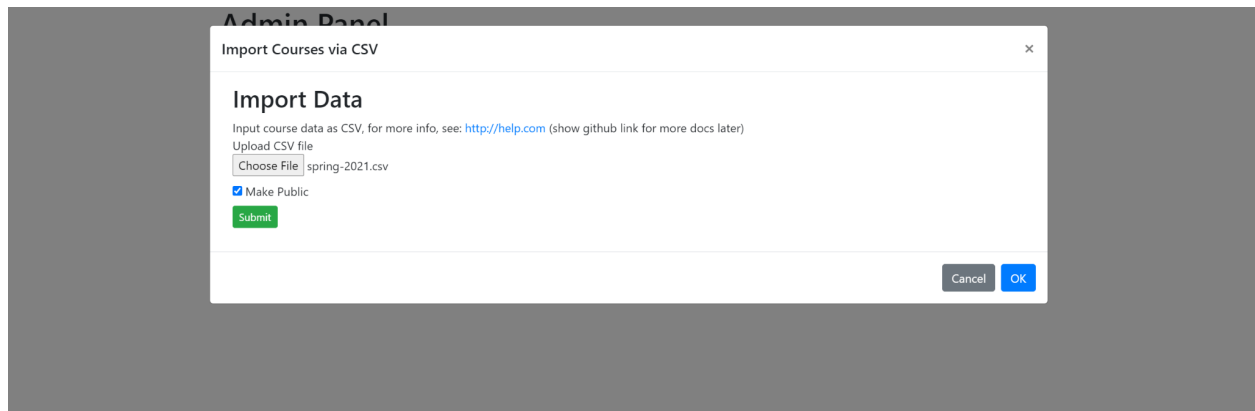 Admin Panel
Import Courses via CSV ×
Import Data
Input course data as CSV, for more info, see: http://help.com (show github link for more docs later)
Upload CSV file
Choose File spring-2021.csv
Make Public
Submit
Cancel OK